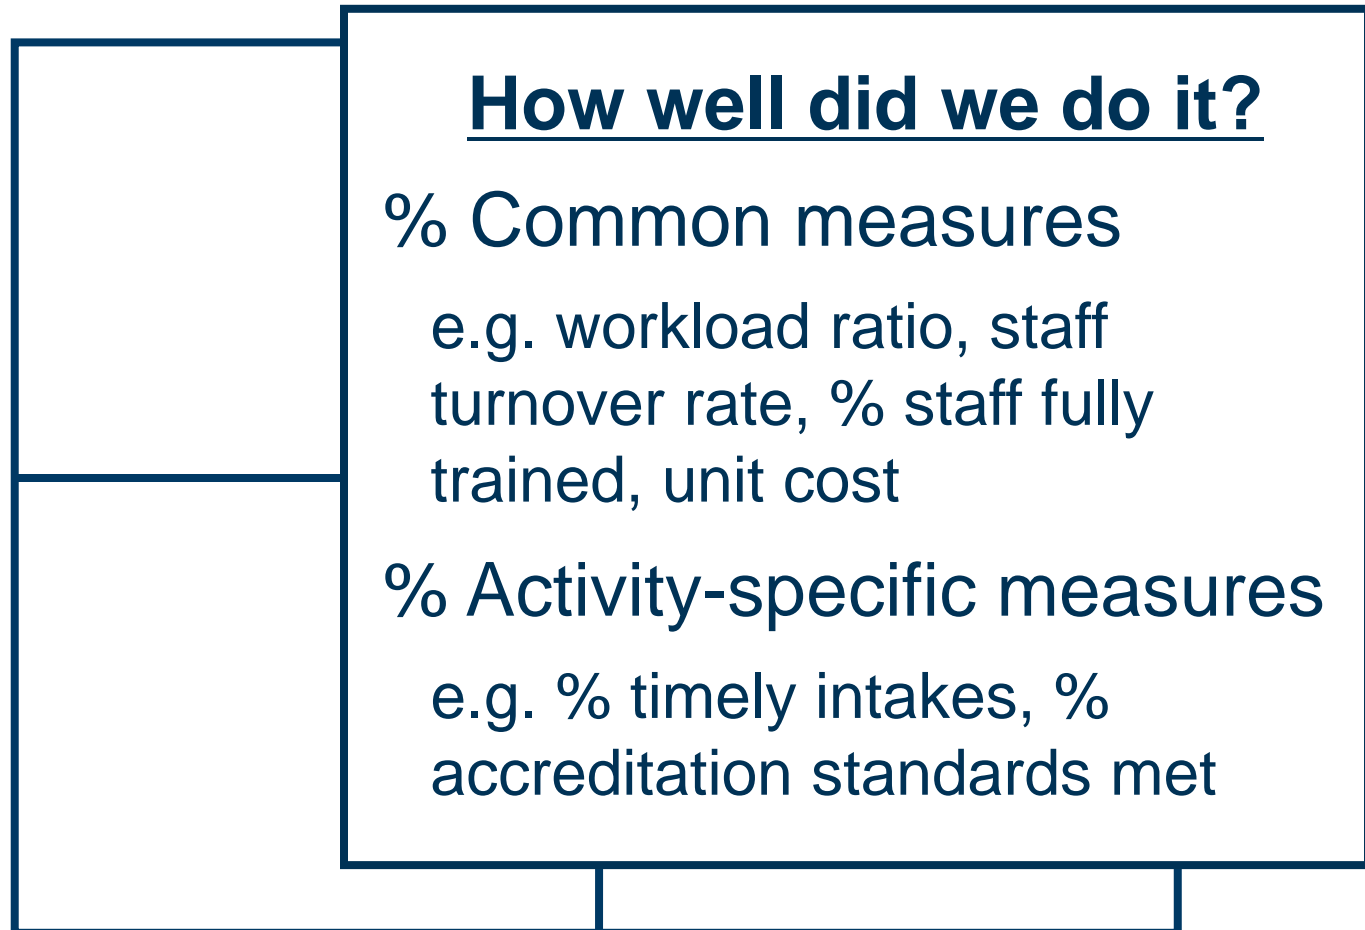 How well did we do it?
% Common measures
e.g. workload ratio, staff
turnover rate, % staff fully
trained, unit cost
% Activity-specific measures
e.g. % timely intakes, %
accreditation standards met